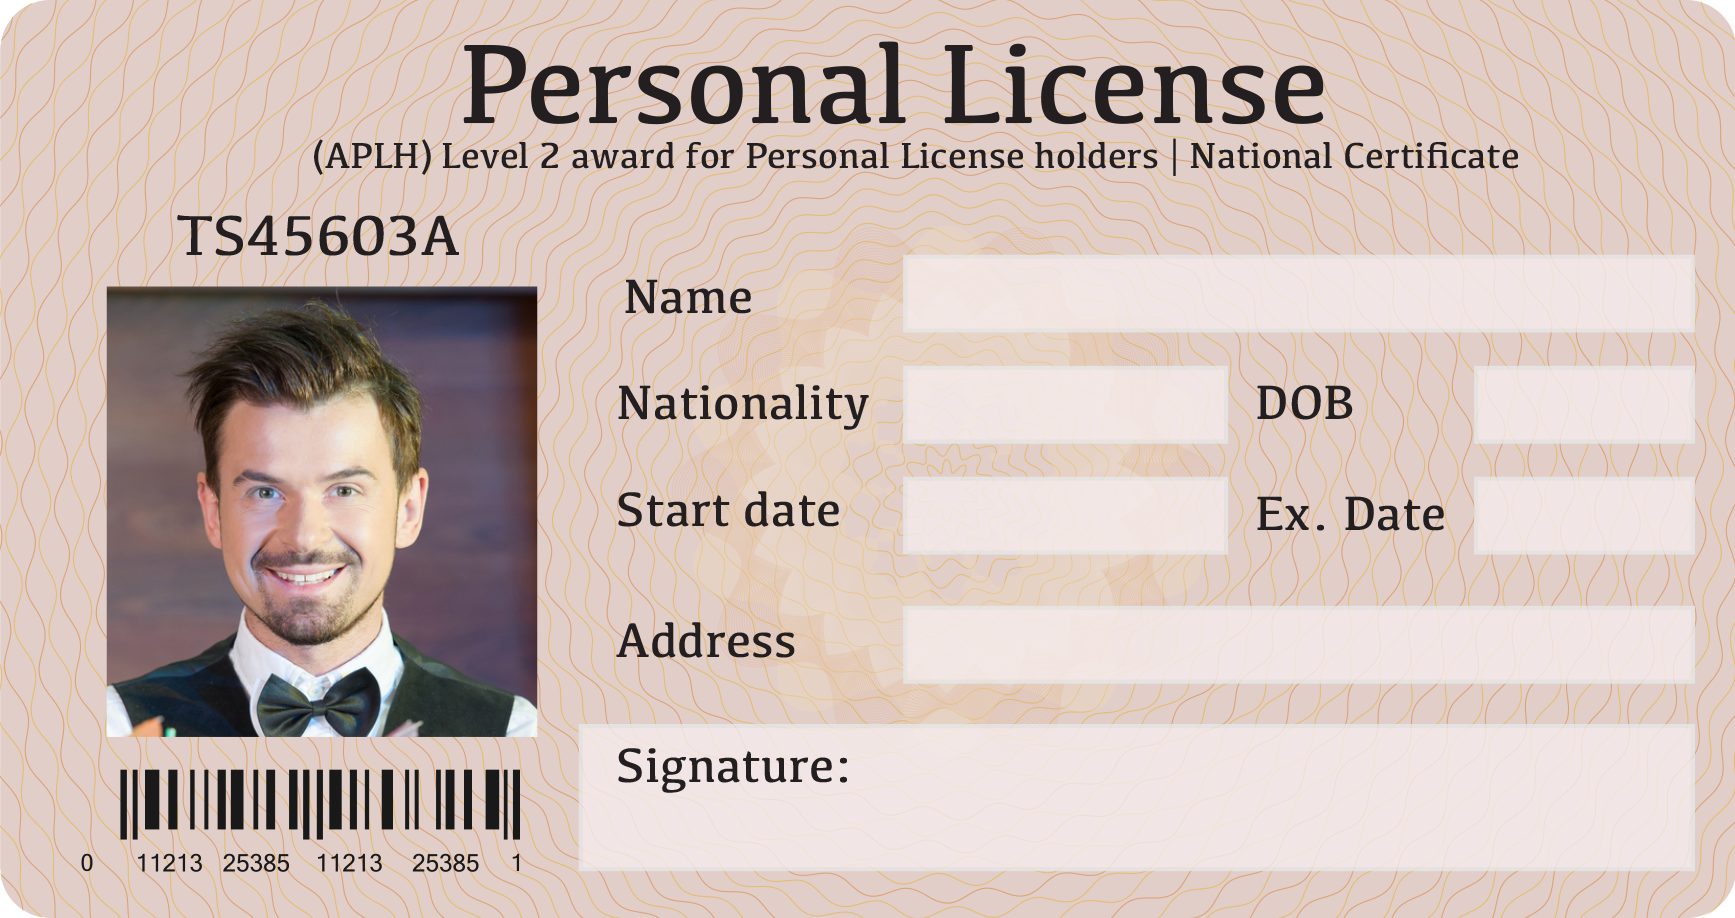 Personal License
(APLH) Level 2 award for Personal License holders | National Certificate
TS45603A
Name
Nationality
DOB
Start date
Ex. Date
Address
Signature:
0 11213 25385 11213 25385 1